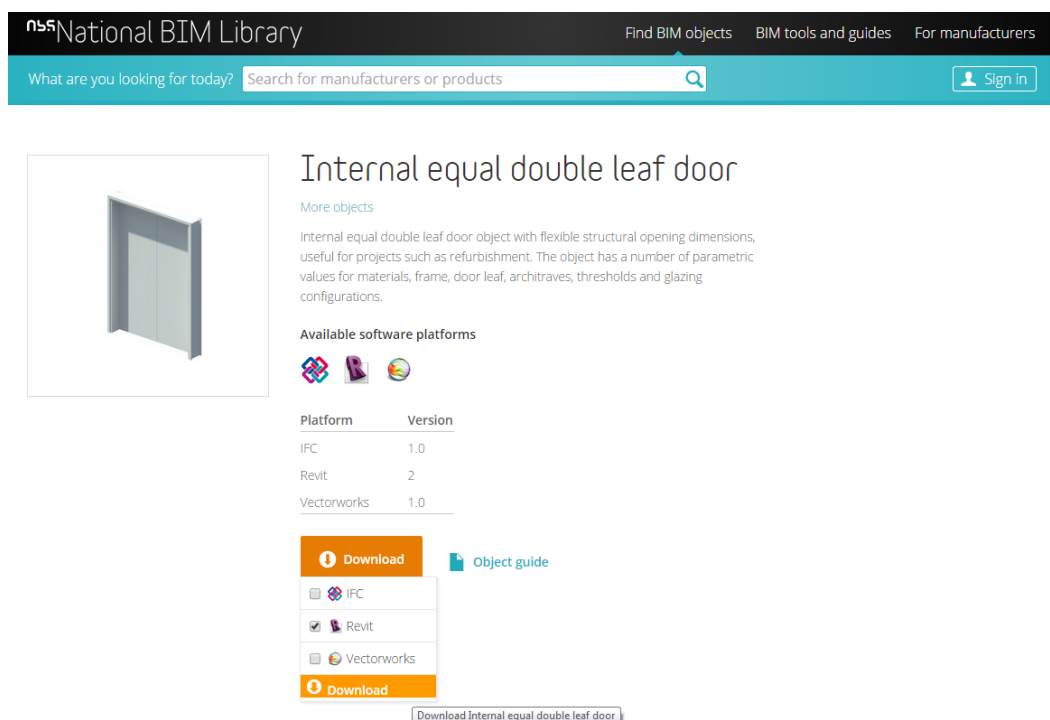 nbs National BIM Library
Find BIM objects BIM tools and guides For manufacturers
What are you looking for today? Search for manufacturers or products Sign in
Internal equal double leaf door
More objects
Internal equal double leaf door object with flexible structural opening dimensions,
useful for projects such as refurbishment. The object has a number of parametric
values for materials, frame, door leaf, architraves, thresholds and glazing
configurations.
Available software platforms
Platform Version
IFC 1.0
Revit 2
Vectorworks 1.0
Download Object guide
IFC
Revit
Vectorworks
Download
Download Internal equal double leaf door